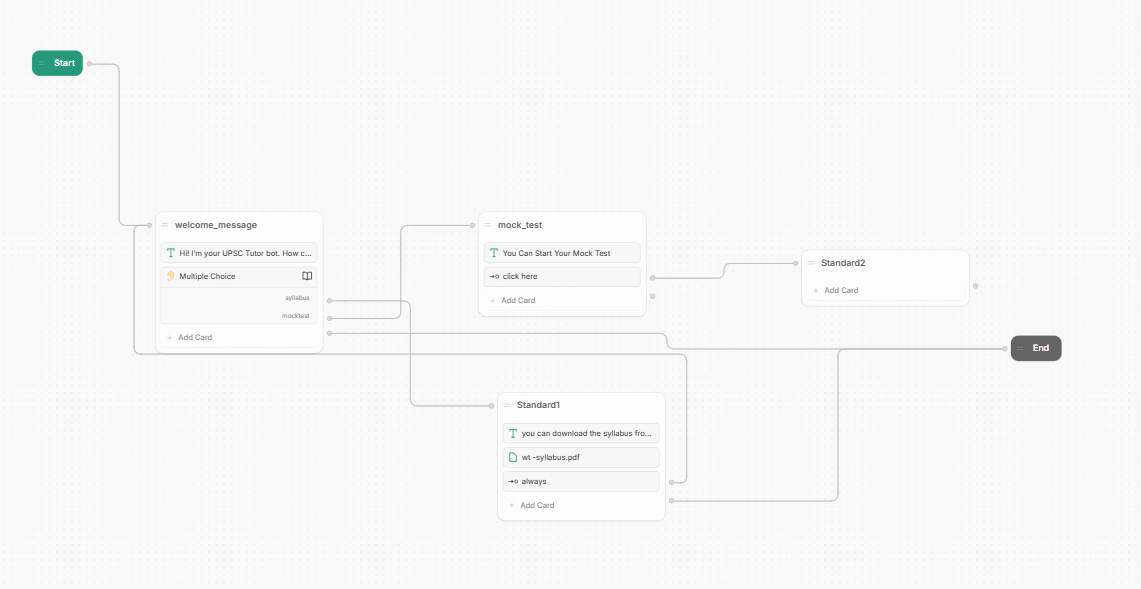 Start
welcome_message
Hi! I'm your UPSC Tutor bot. How c...
Multiple Choice
syllabus
mocktest
+ Add Card
mock_test
You Can Start Your Mock Test
click here
+ Add Card
Standard2
+ Add Card
End
Standard1
you can download the syllabus fro...
wt -syllabus.pdf
always
+ Add Card